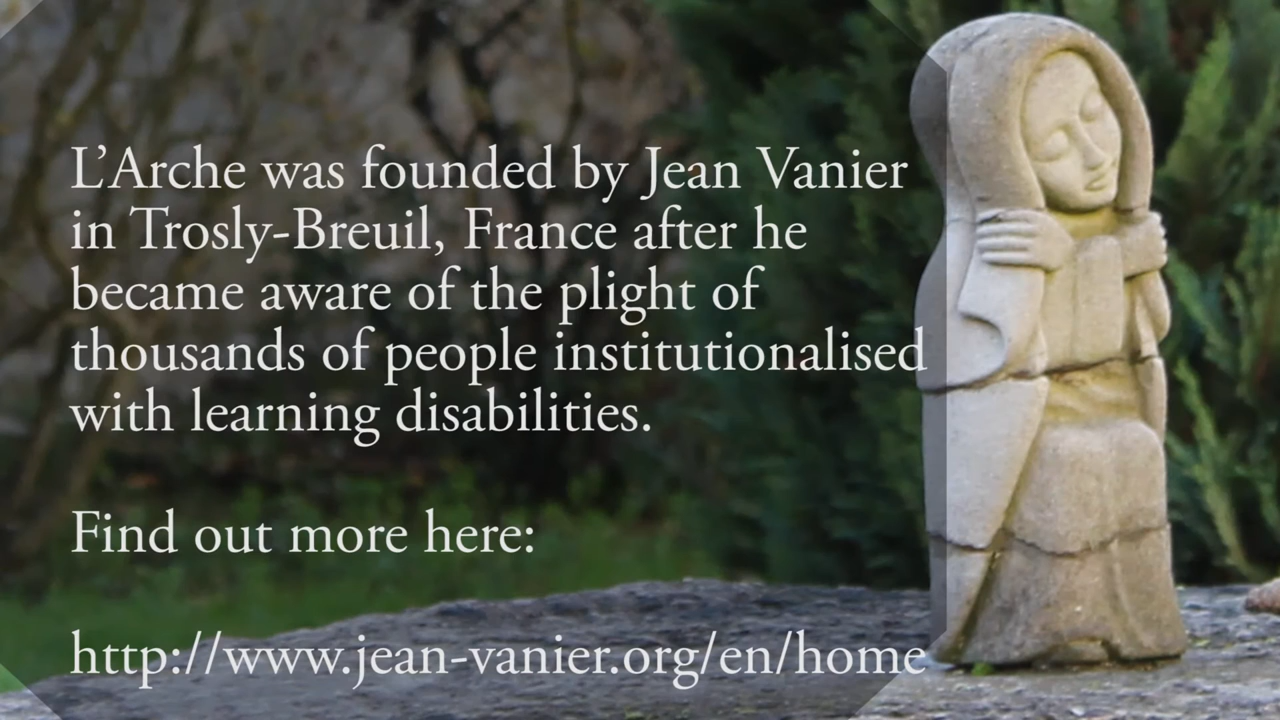 L’Arche was founded by Jean Vanier
in Trosly-Breuil, France after he
became aware of the plight of
thousands of people institutionalised
with learning disabilities.
Find out more here:
http://www.jean-vanier.org/en/home